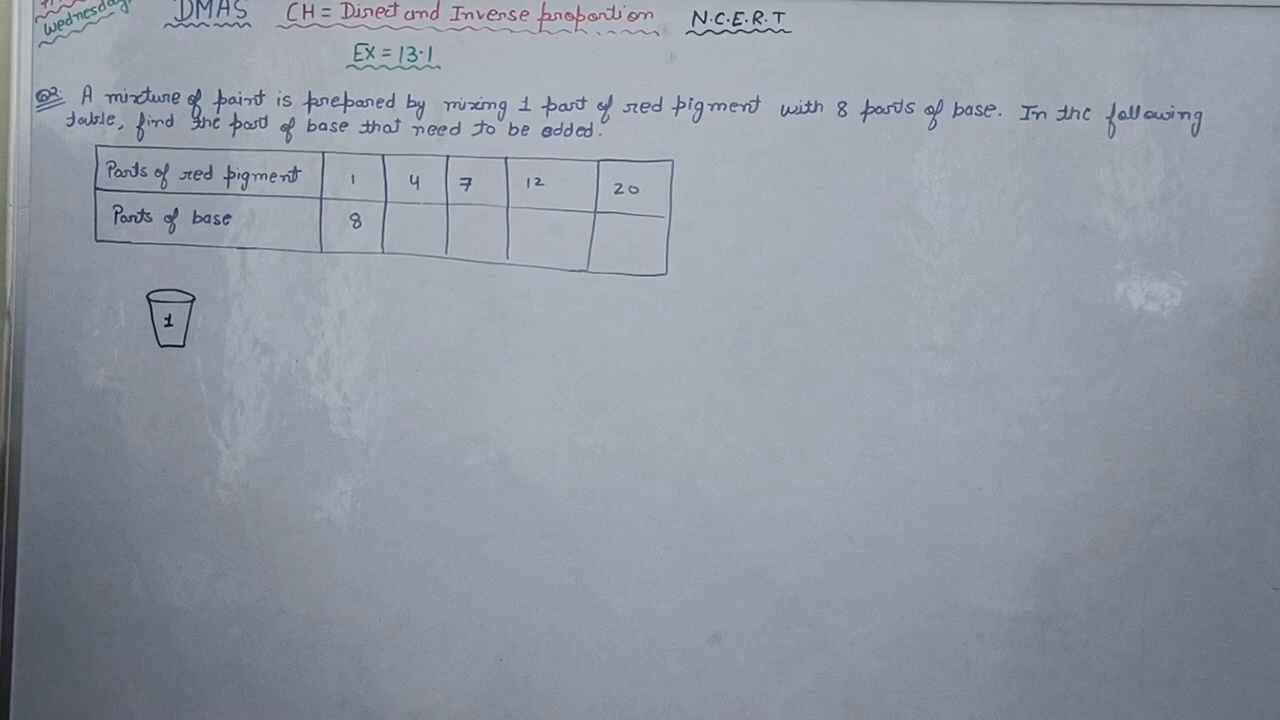 Wednesday DMAS CH = Direct and Inverse proportion N.C.E.R.T
EX = 13.1
Q2. A mixture of paint is prepared by mixing 1 part of red pigment with 8 parts of base. In the following
table, find the part of base that need to be added.
Parts of red pigment 1 4 7 12 20
Parts of base 8
1